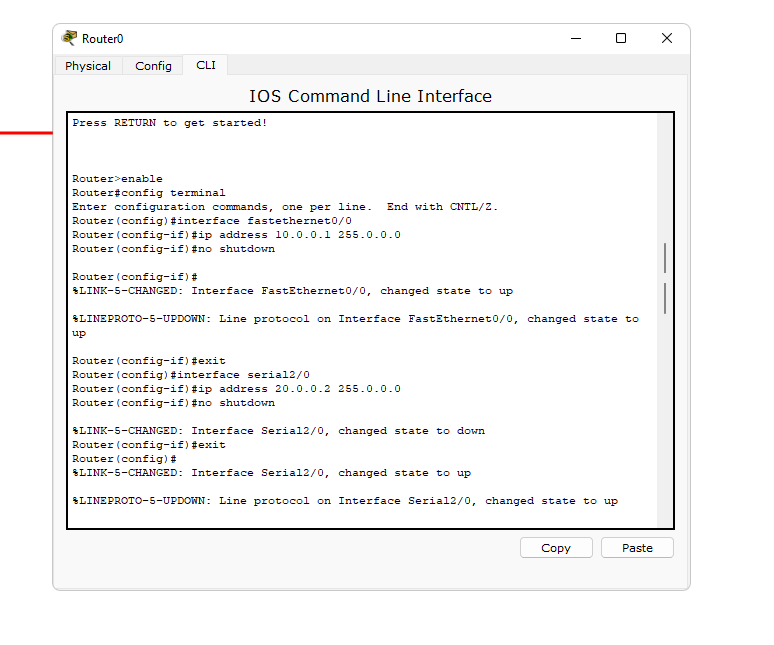 Router0
Physical Config CLI
IOS Command Line Interface
Press RETURN to get started!
Router>enable
Router#config terminal
Enter configuration commands, one per line.  End with CNTL/Z.
Router(config)#interface fastethernet0/0
Router(config-if)#ip address 10.0.0.1 255.0.0.0
Router(config-if)#no shutdown
Router(config-if)#
%LINK-5-CHANGED: Interface FastEthernet0/0, changed state to up
%LINEPROTO-5-UPDOWN: Line protocol on Interface FastEthernet0/0, changed state to
up
Router(config-if)#exit
Router(config)#interface serial2/0
Router(config-if)#ip address 20.0.0.2 255.0.0.0
Router(config-if)#no shutdown
%LINK-5-CHANGED: Interface Serial2/0, changed state to down
Router(config-if)#exit
Router(config)#
%LINK-5-CHANGED: Interface Serial2/0, changed state to up
%LINEPROTO-5-UPDOWN: Line protocol on Interface Serial2/0, changed state to up
Copy Paste